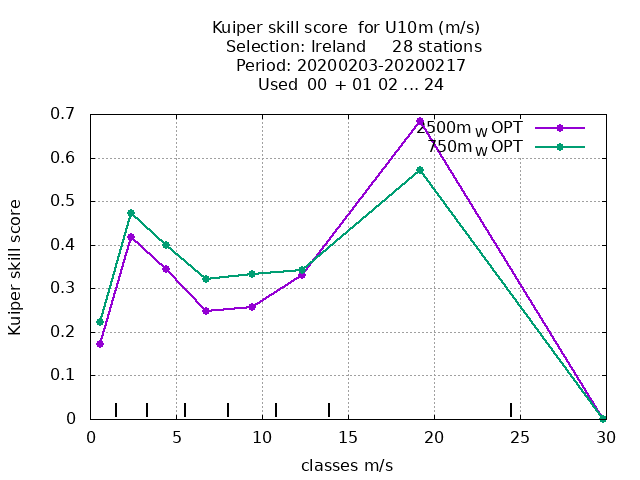 Kuiper skill score for U10m (m/s)
Selection: Ireland 28 stations
Period: 20200203-20200217
Used 00 + 01 02 ... 24
2500m W OPT
750m W OPT
Kuiper skill score
0.7
0.6
0.5
0.4
0.3
0.2
0.1
0
0 5 10 15 20 25 30
classes m/s